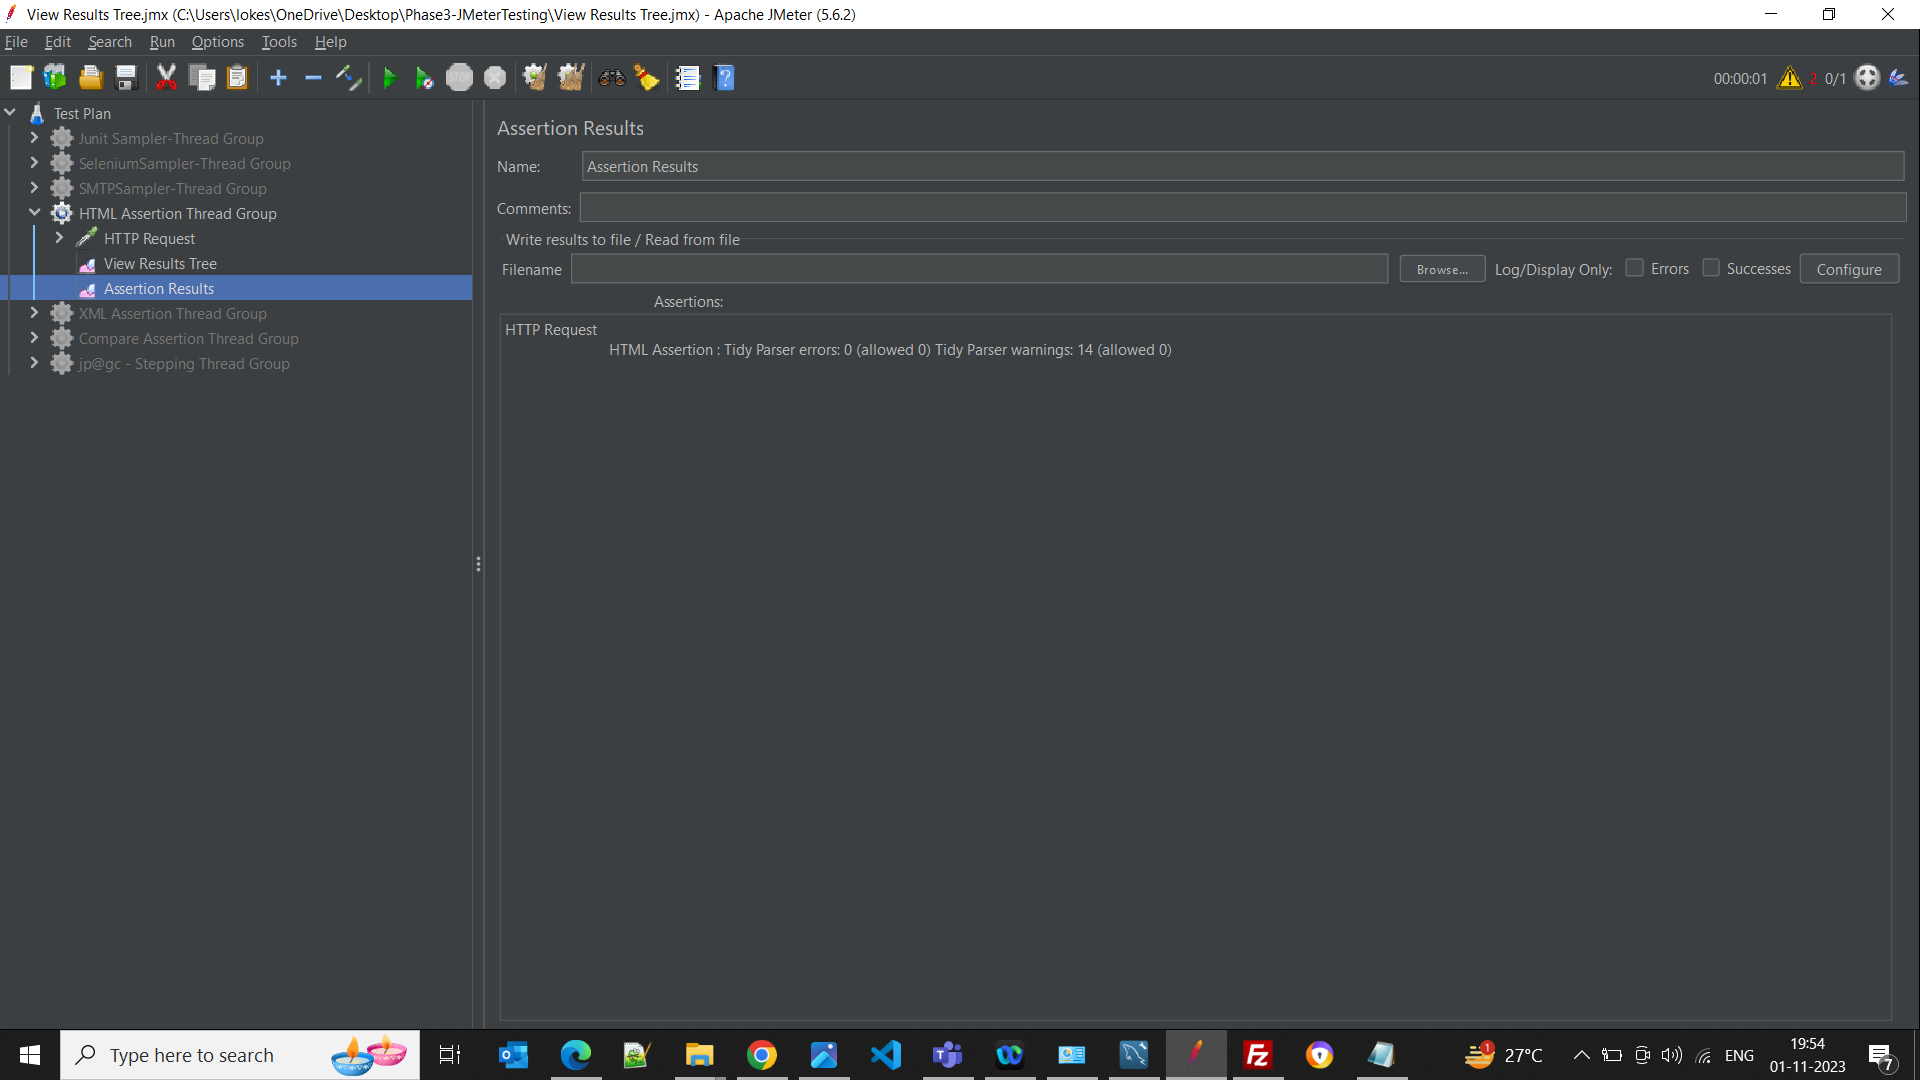 View Results Tree.jmx (C:\Users\lokes\OneDrive\Desktop\Phase3-JMeterTesting\View Results Tree.jmx) - Apache JMeter (5.6.2)
File Edit Search Run Options Tools Help
STOP
00:00:01 2 0/1
Test Plan
Junit Sampler-Thread Group
SeleniumSampler-Thread Group
SMTPSampler-Thread Group
HTML Assertion Thread Group
HTTP Request
View Results Tree
Assertion Results
XML Assertion Thread Group
Compare Assertion Thread Group
jp@gc - Stepping Thread Group
Assertion Results
Name: Assertion Results
Comments:
Write results to file / Read from file
Filename Browse... Log/Display Only: Errors Successes Configure
Assertions:
HTTP Request
HTML Assertion : Tidy Parser errors: 0 (allowed 0) Tidy Parser warnings: 14 (allowed 0)
Type here to search
1 27°C ENG
19:54
01-11-2023
7